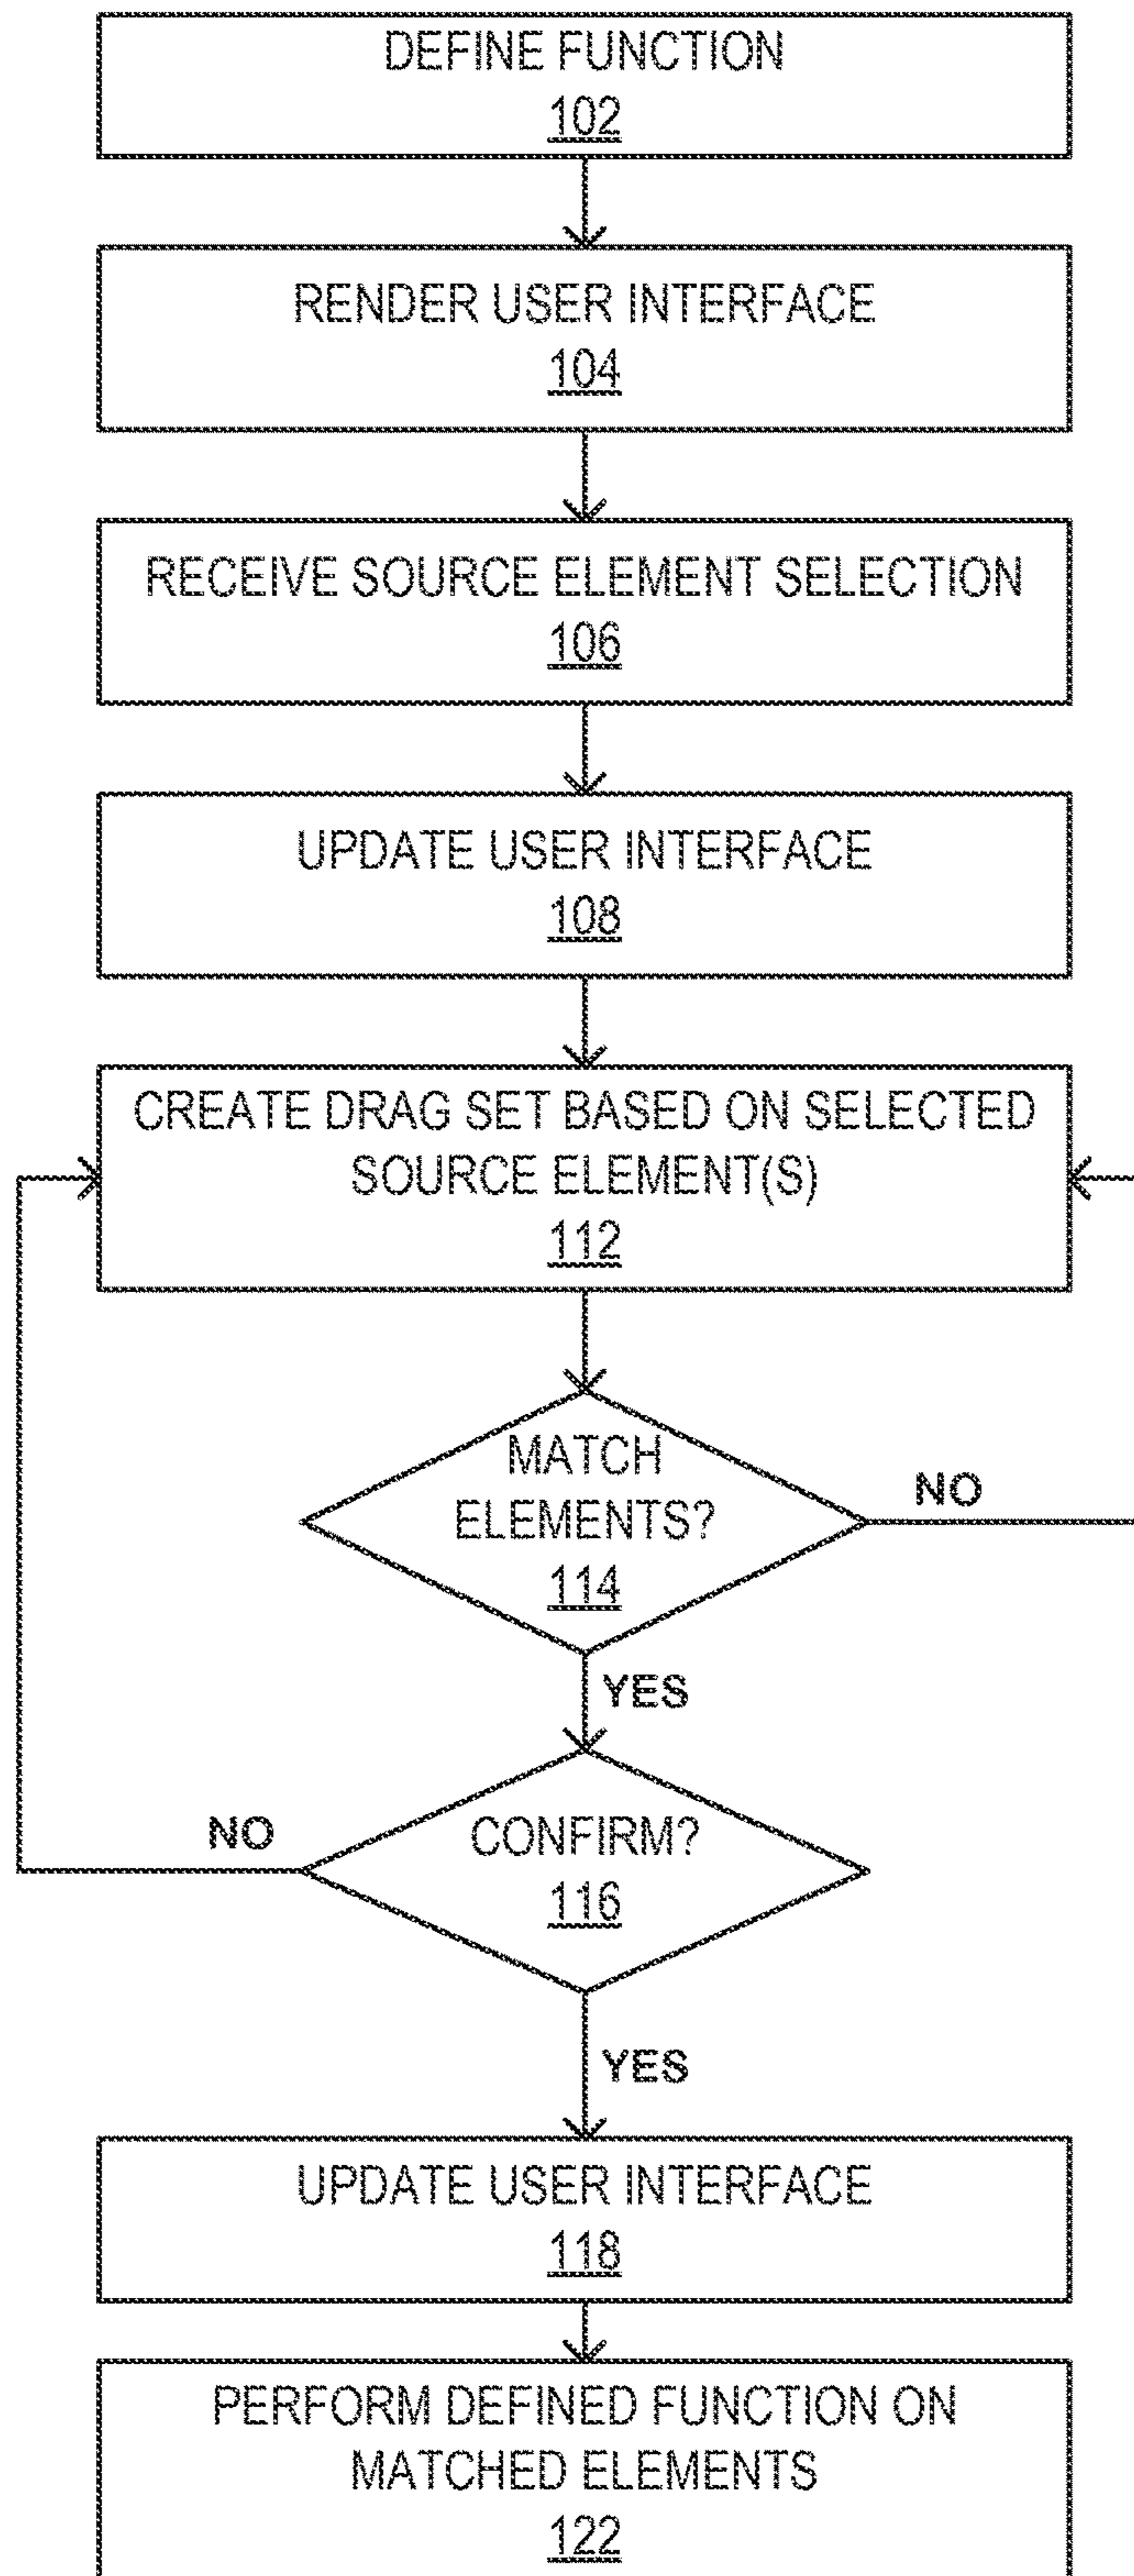 DEFINE FUNCTION
102
RENDER USER INTERFACE
104
RECEIVE SOURCE ELEMENT SELECTION
106
UPDATE USER INTERFACE
108
CREATE DRAG SET BASED ON SELECTED
SOURCE ELEMENT(S)
112
MATCH
ELEMENTS?
114
NO
YES
CONFIRM?
116
NO
YES
UPDATE USER INTERFACE
118
PERFORM DEFINED FUNCTION ON
MATCHED ELEMENTS
122